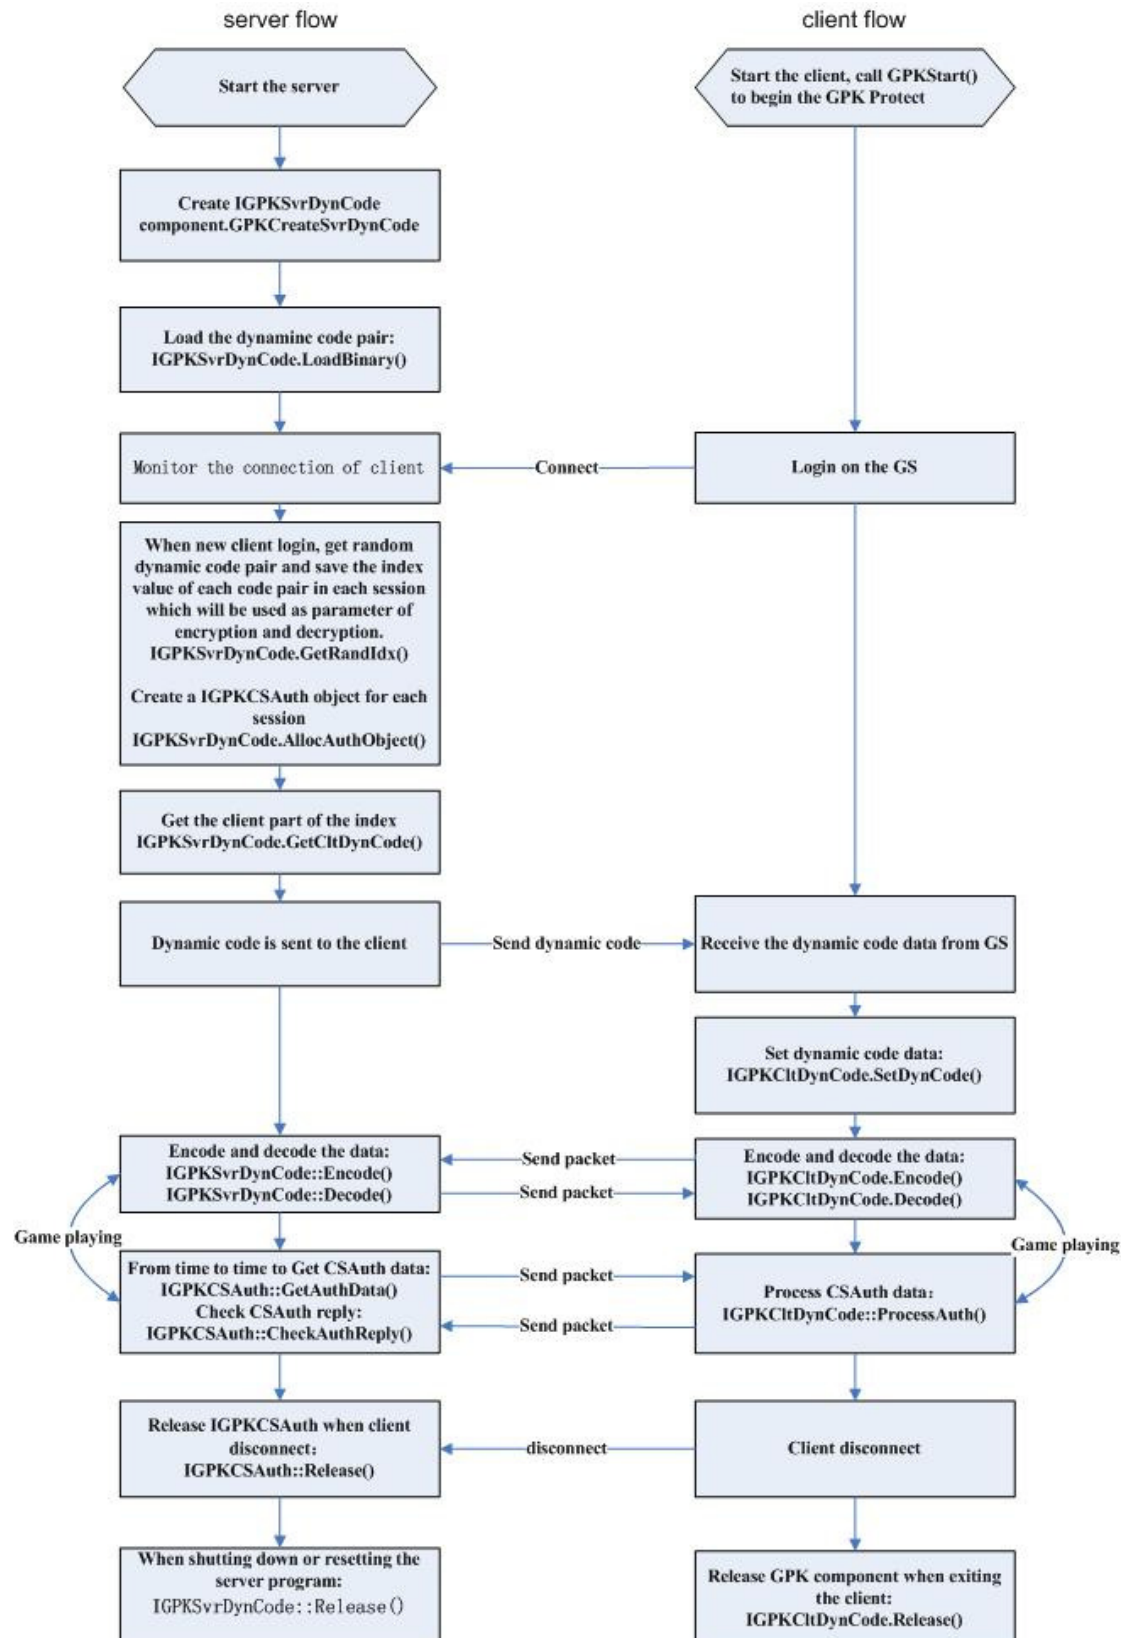 server flow
client flow
Start the server
Start the client, call GPKStart()
to begin the GPK Protect
Create IGPKSvrDynCode
component.GPKCreateSvrDynCode
Load the dynaminc code pair:
IGPKSvrDynCode.LoadBinary()
Monitor the connection of client
Connect
Login on the GS
When new client login, get random
dynamic code pair and save the index
value of each code pair in each session
which will be used as parameter of
encryption and decryption.
IGPKSvrDynCode.GetRandIdx()
Create a IGPKCSAuth object for each
session
IGPKSvrDynCode.AllocAuthObject()
Get the client part of the index
IGPKSvrDynCode.GetCltDynCode()
Dynamic code is sent to the client
Send dynamic code
Receive the dynamic code data from GS
Set dynamic code data:
IGPKCltDynCode.SetDynCode()
Encode and decode the data:
IGPKSvrDynCode::Encode()
IGPKSvrDynCode::Decode()
Send packet
Send packet
Encode and decode the data:
IGPKCltDynCode.Encode()
IGPKCltDynCode.Decode()
Game playing
Game playing
From time to time to Get CSAuth data:
IGPKCSAuth::GetAuthData()
Check CSAuth reply:
IGPKCSAuth::CheckAuthReply()
Send packet
Send packet
Process CSAuth data：
IGPKCltDynCode::ProcessAuth()
Release IGPKCSAuth when client
disconnect：
IGPKCSAuth::Release()
disconnect
Client disconnect
When shutting down or resetting the
server program:
IGPKSvrDynCode::Release()
Release GPK component when exiting
the client:
IGPKCltDynCode.Release()